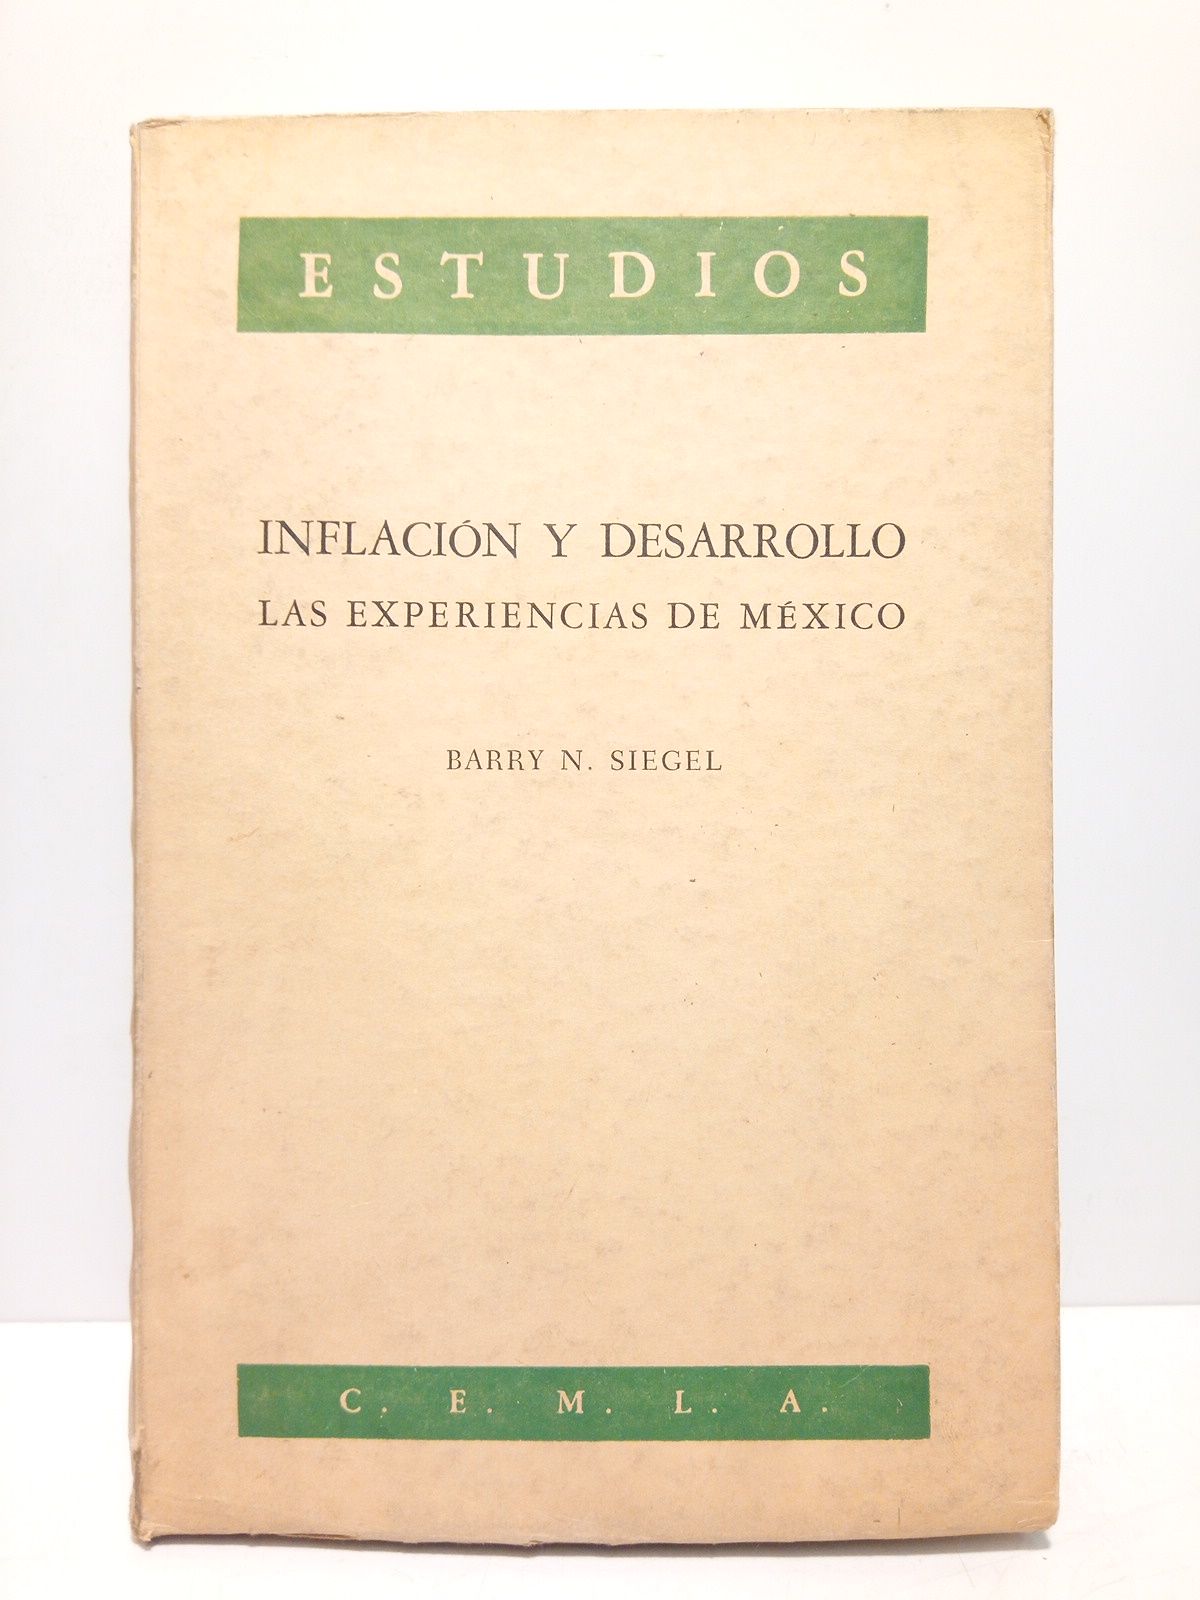 ESTUDIOS
INFLACIÓN Y DESARROLLO
LAS EXPERIENCIAS DE MÉXICO
BARRY N. SIEGEL
C. E. M. L. A.